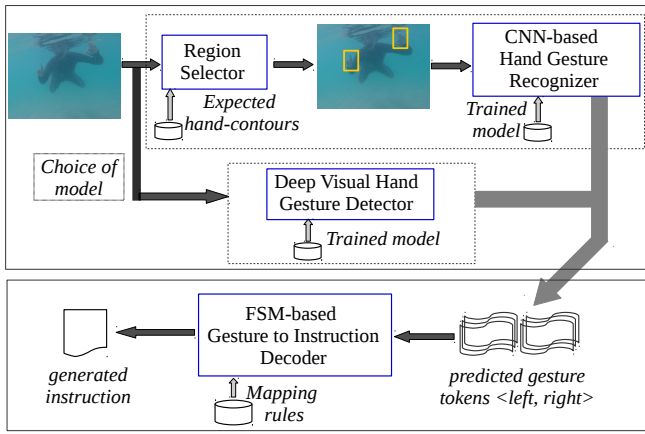 Region
Selector
Expected
hand-contours
CNN-based
Hand Gesture
Recognizer
Trained
model
Choice of
model
Deep Visual Hand
Gesture Detector
Trained model
FSM-based
Gesture to Instruction
Decoder
Mapping
rules
generated
instruction
predicted gesture
tokens <left, right>